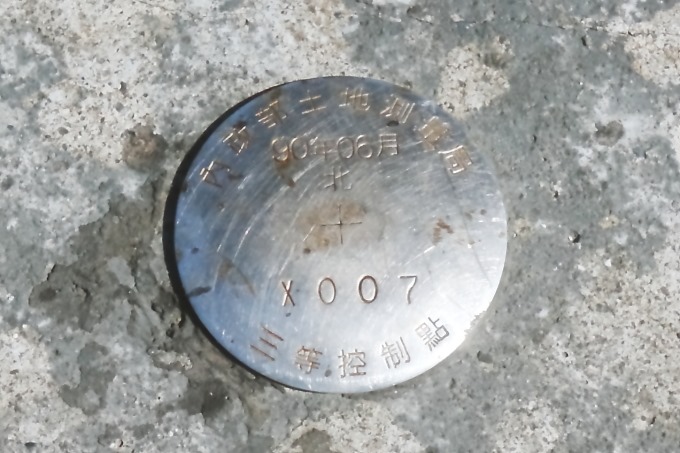 內政部土地測量局
90年06月
北
X007
三等控制點